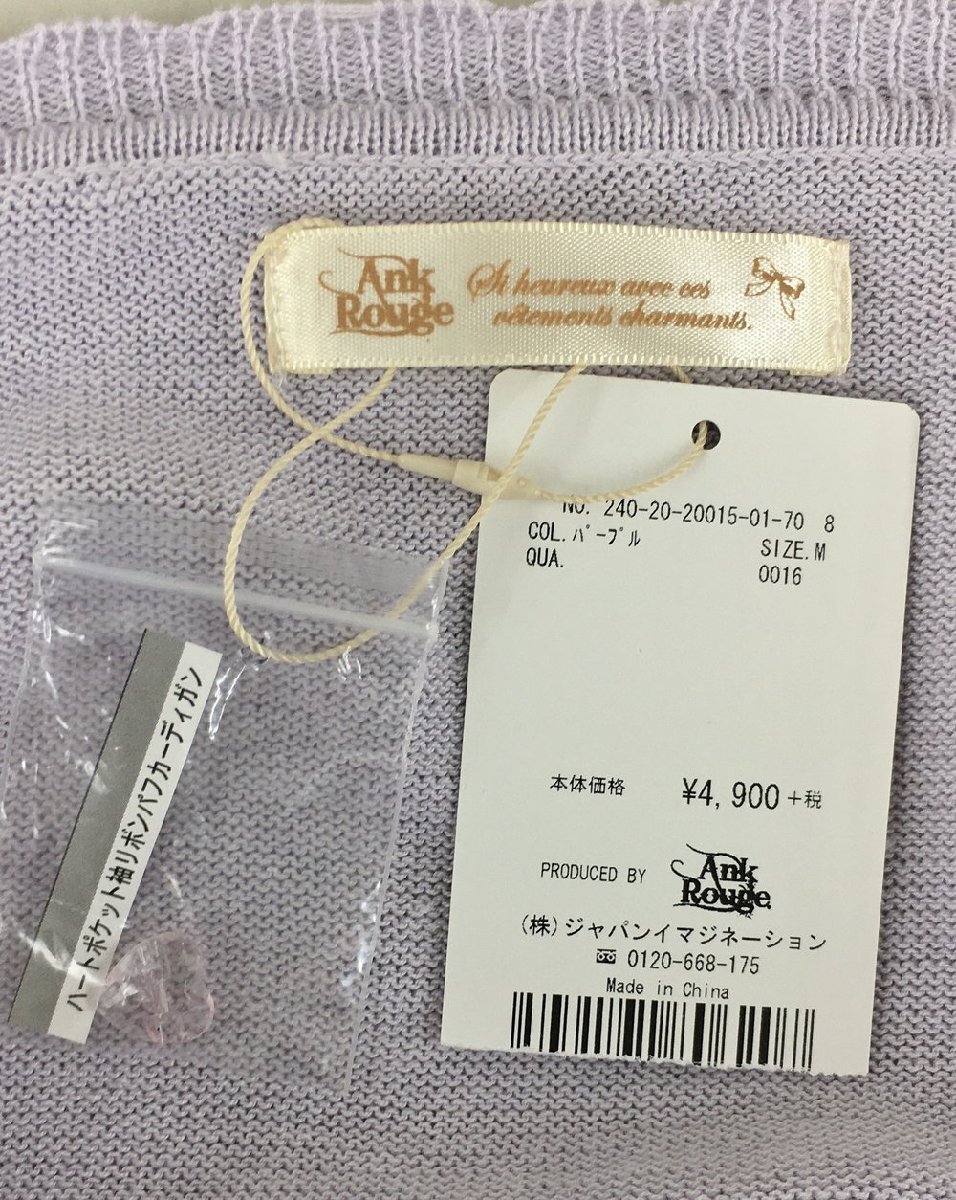 Ank
Rouge
Si heureux avec ces
vêtements charmants.
NO. 240-20-20015-01-70 8
COL.ﾊﾟｰﾌﾟﾙ SIZE.M
QUA. 0016
本体価格 ¥4,900+税
PRODUCED BY Ank Rouge
(株)ジャパンイマジネーション
0120-668-175
Made in China
ハートポケット袖リボンパフカーディガン